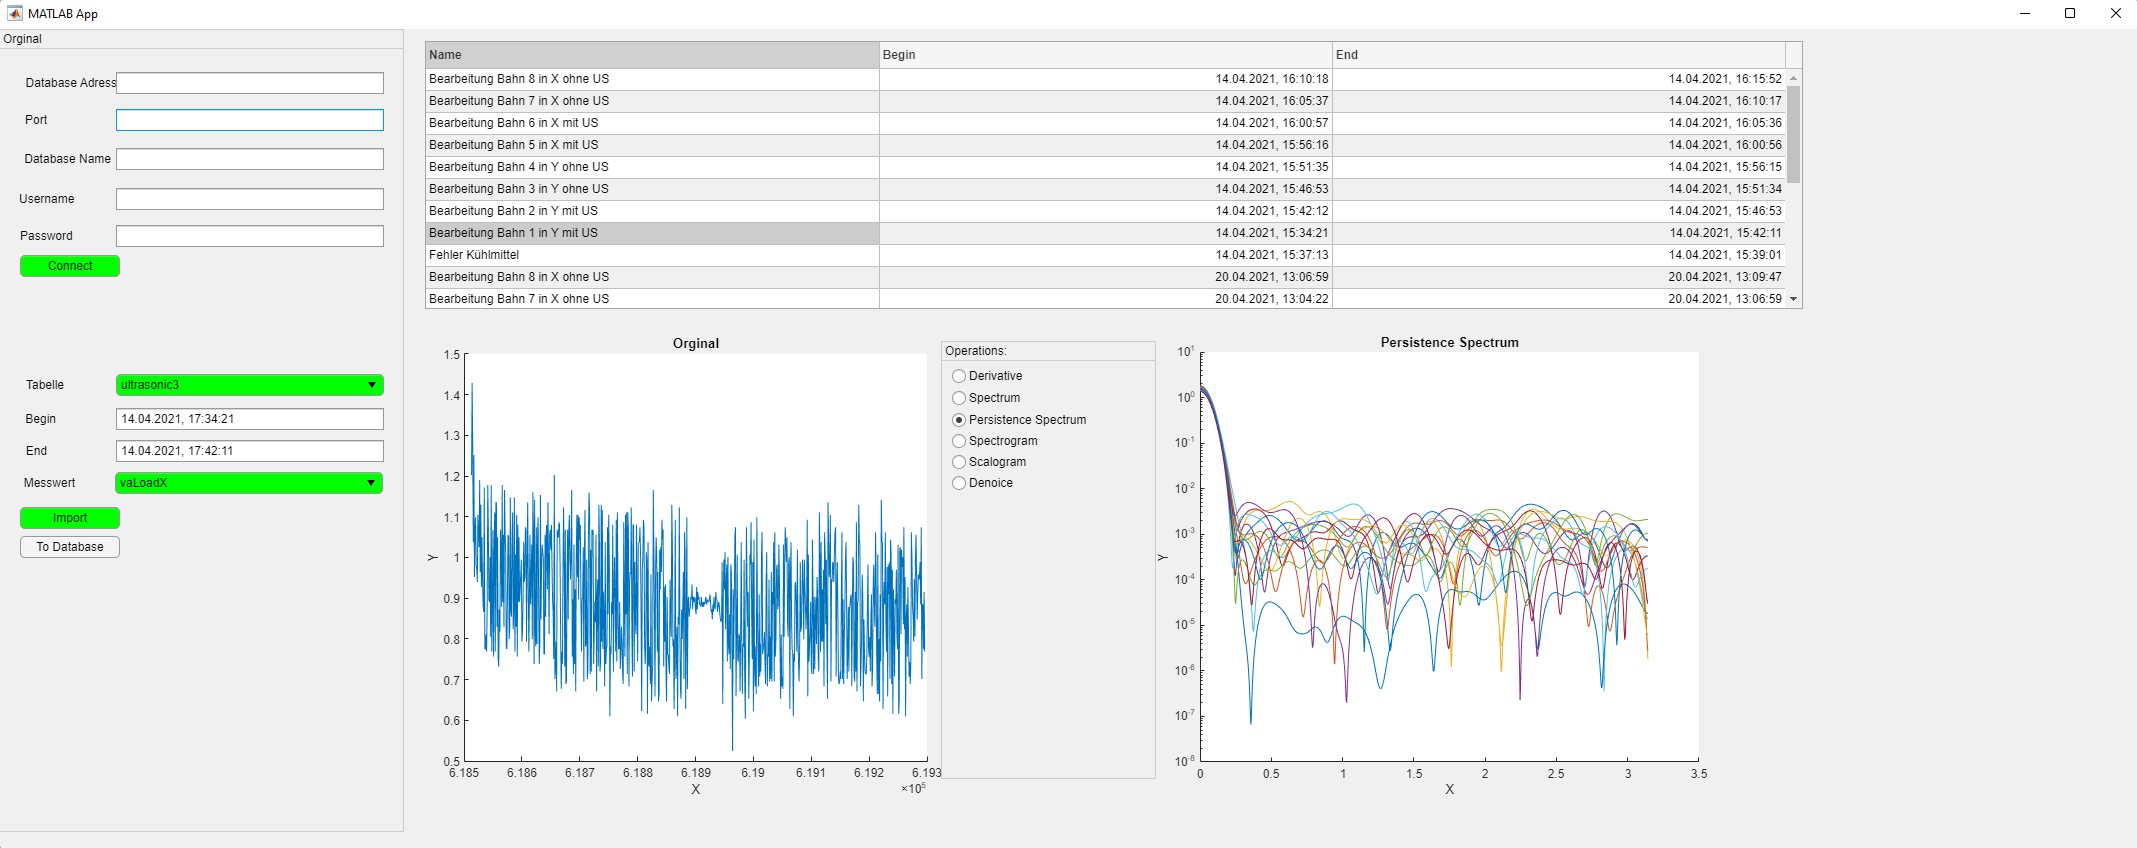 MATLAB App
Orginal
Database Adress
Port
Database Name
Username
Password
Connect
Tabelle ultrasonic3
Begin 14.04.2021, 17:34:21
End 14.04.2021, 17:42:11
Messwert vaLoadX
Import
To Database
Name Begin End
Bearbeitung Bahn 8 in X ohne US 14.04.2021, 16:10:18 14.04.2021, 16:15:52
Bearbeitung Bahn 7 in X ohne US 14.04.2021, 16:05:37 14.04.2021, 16:10:17
Bearbeitung Bahn 6 in X mit US 14.04.2021, 16:00:57 14.04.2021, 16:05:36
Bearbeitung Bahn 5 in X mit US 14.04.2021, 15:56:16 14.04.2021, 16:00:56
Bearbeitung Bahn 4 in Y ohne US 14.04.2021, 15:51:35 14.04.2021, 15:56:15
Bearbeitung Bahn 3 in Y ohne US 14.04.2021, 15:46:53 14.04.2021, 15:51:34
Bearbeitung Bahn 2 in Y mit US 14.04.2021, 15:42:12 14.04.2021, 15:46:53
Bearbeitung Bahn 1 in Y mit US 14.04.2021, 15:34:21 14.04.2021, 15:42:11
Fehler Kühlmittel 14.04.2021, 15:37:13 14.04.2021, 15:39:01
Bearbeitung Bahn 8 in X ohne US 20.04.2021, 13:06:59 20.04.2021, 13:09:47
Bearbeitung Bahn 7 in X ohne US 20.04.2021, 13:04:22 20.04.2021, 13:06:59
Orginal
1.5
1.4
1.3
1.2
1.1
1
0.9
0.8
0.7
0.6
0.5
Y
6.185 6.186 6.187 6.188 6.189 6.19 6.191 6.192 6.193
X
×10⁵
Operations:
Derivative
Spectrum
Persistence Spectrum
Spectrogram
Scalogram
Denoice
Persistence Spectrum
10¹
10⁰
10⁻¹
10⁻²
10⁻³
10⁻⁴
10⁻⁵
10⁻⁶
10⁻⁷
10⁻⁸
Y
0 0.5 1 1.5 2 2.5 3 3.5
X